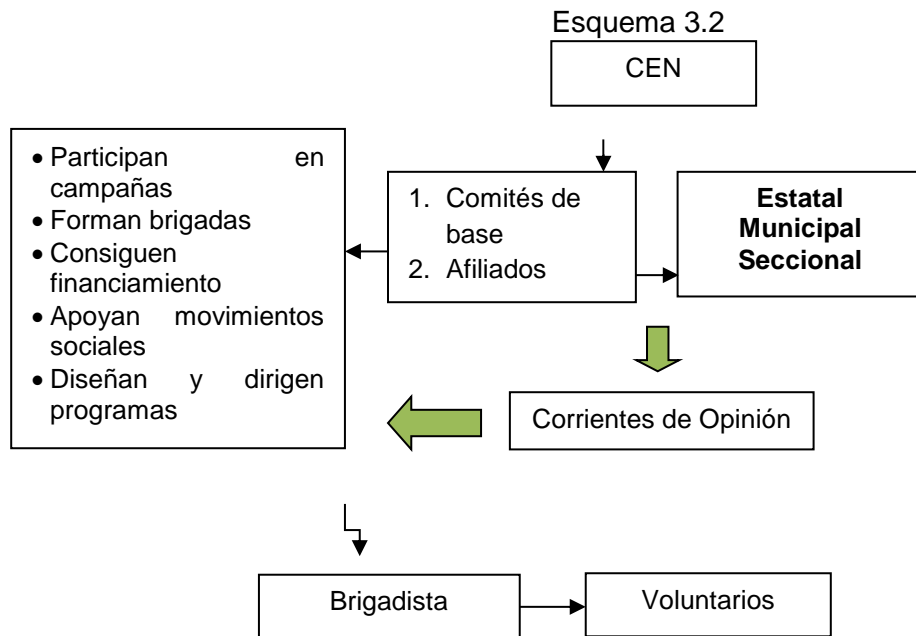 Esquema 3.2
CEN
• Participan en
campañas
• Forman brigadas
• Consiguen
financiamiento
• Apoyan movimientos
sociales
• Diseñan y dirigen
programas
1. Comités de
base
2. Afiliados
Estatal
Municipal
Seccional
Corrientes de Opinión
Brigadista
Voluntarios